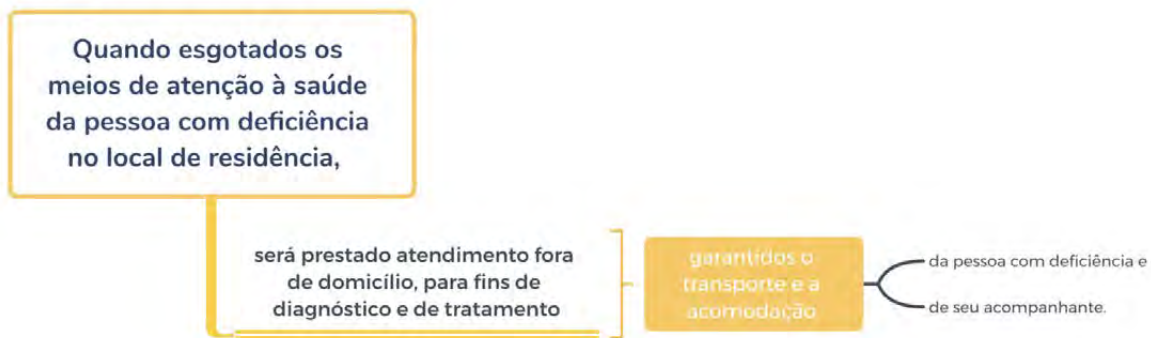 Quando esgotados os
meios de atenção à saúde
da pessoa com deficiência
no local de residência,
será prestado atendimento fora
de domicílio, para fins de
diagnóstico e de tratamento
garantidos o
transporte e a
acomodação
da pessoa com deficiência e
de seu acompanhante.